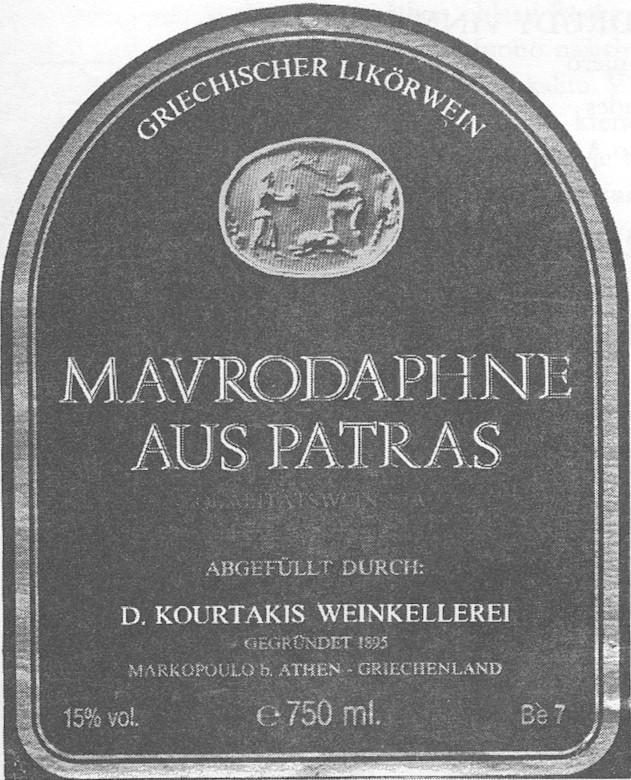 GRIECHISCHER LIKÖRWEIN
MAVRODAPHNE
AUS PATRAS
QUALITÄTSWEIN
ABGEFÜLLT DURCH:
D. KOURTAKIS WEINKELLEREI
GEGRÜNDET 1895
MARKOPOULO b. ATHEN - GRIECHENLAND
15% vol.
℮ 750 ml.
Bè 7